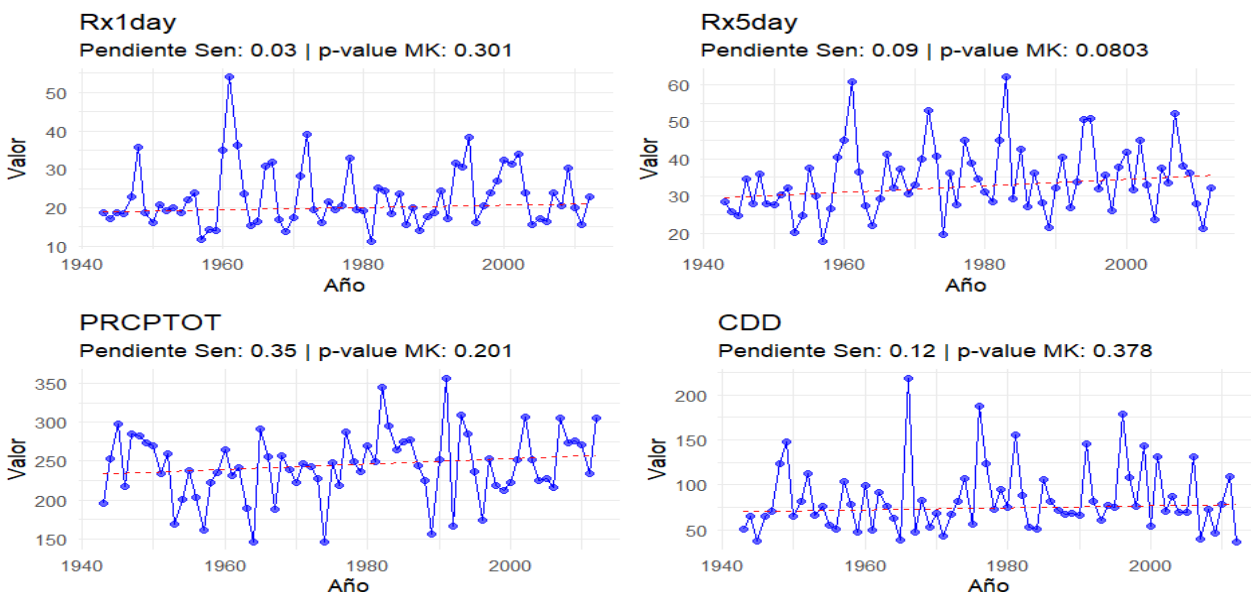 Rx1day
Pendiente Sen: 0.03 | p-value MK: 0.301
Valor
50
40
30
20
10
1940 1960 1980 2000
Año
Rx5day
Pendiente Sen: 0.09 | p-value MK: 0.0803
Valor
60
50
40
30
20
1940 1960 1980 2000
Año
PRCPTOT
Pendiente Sen: 0.35 | p-value MK: 0.201
Valor
350
300
250
200
150
1940 1960 1980 2000
Año
CDD
Pendiente Sen: 0.12 | p-value MK: 0.378
Valor
200
150
100
50
1940 1960 1980 2000
Año